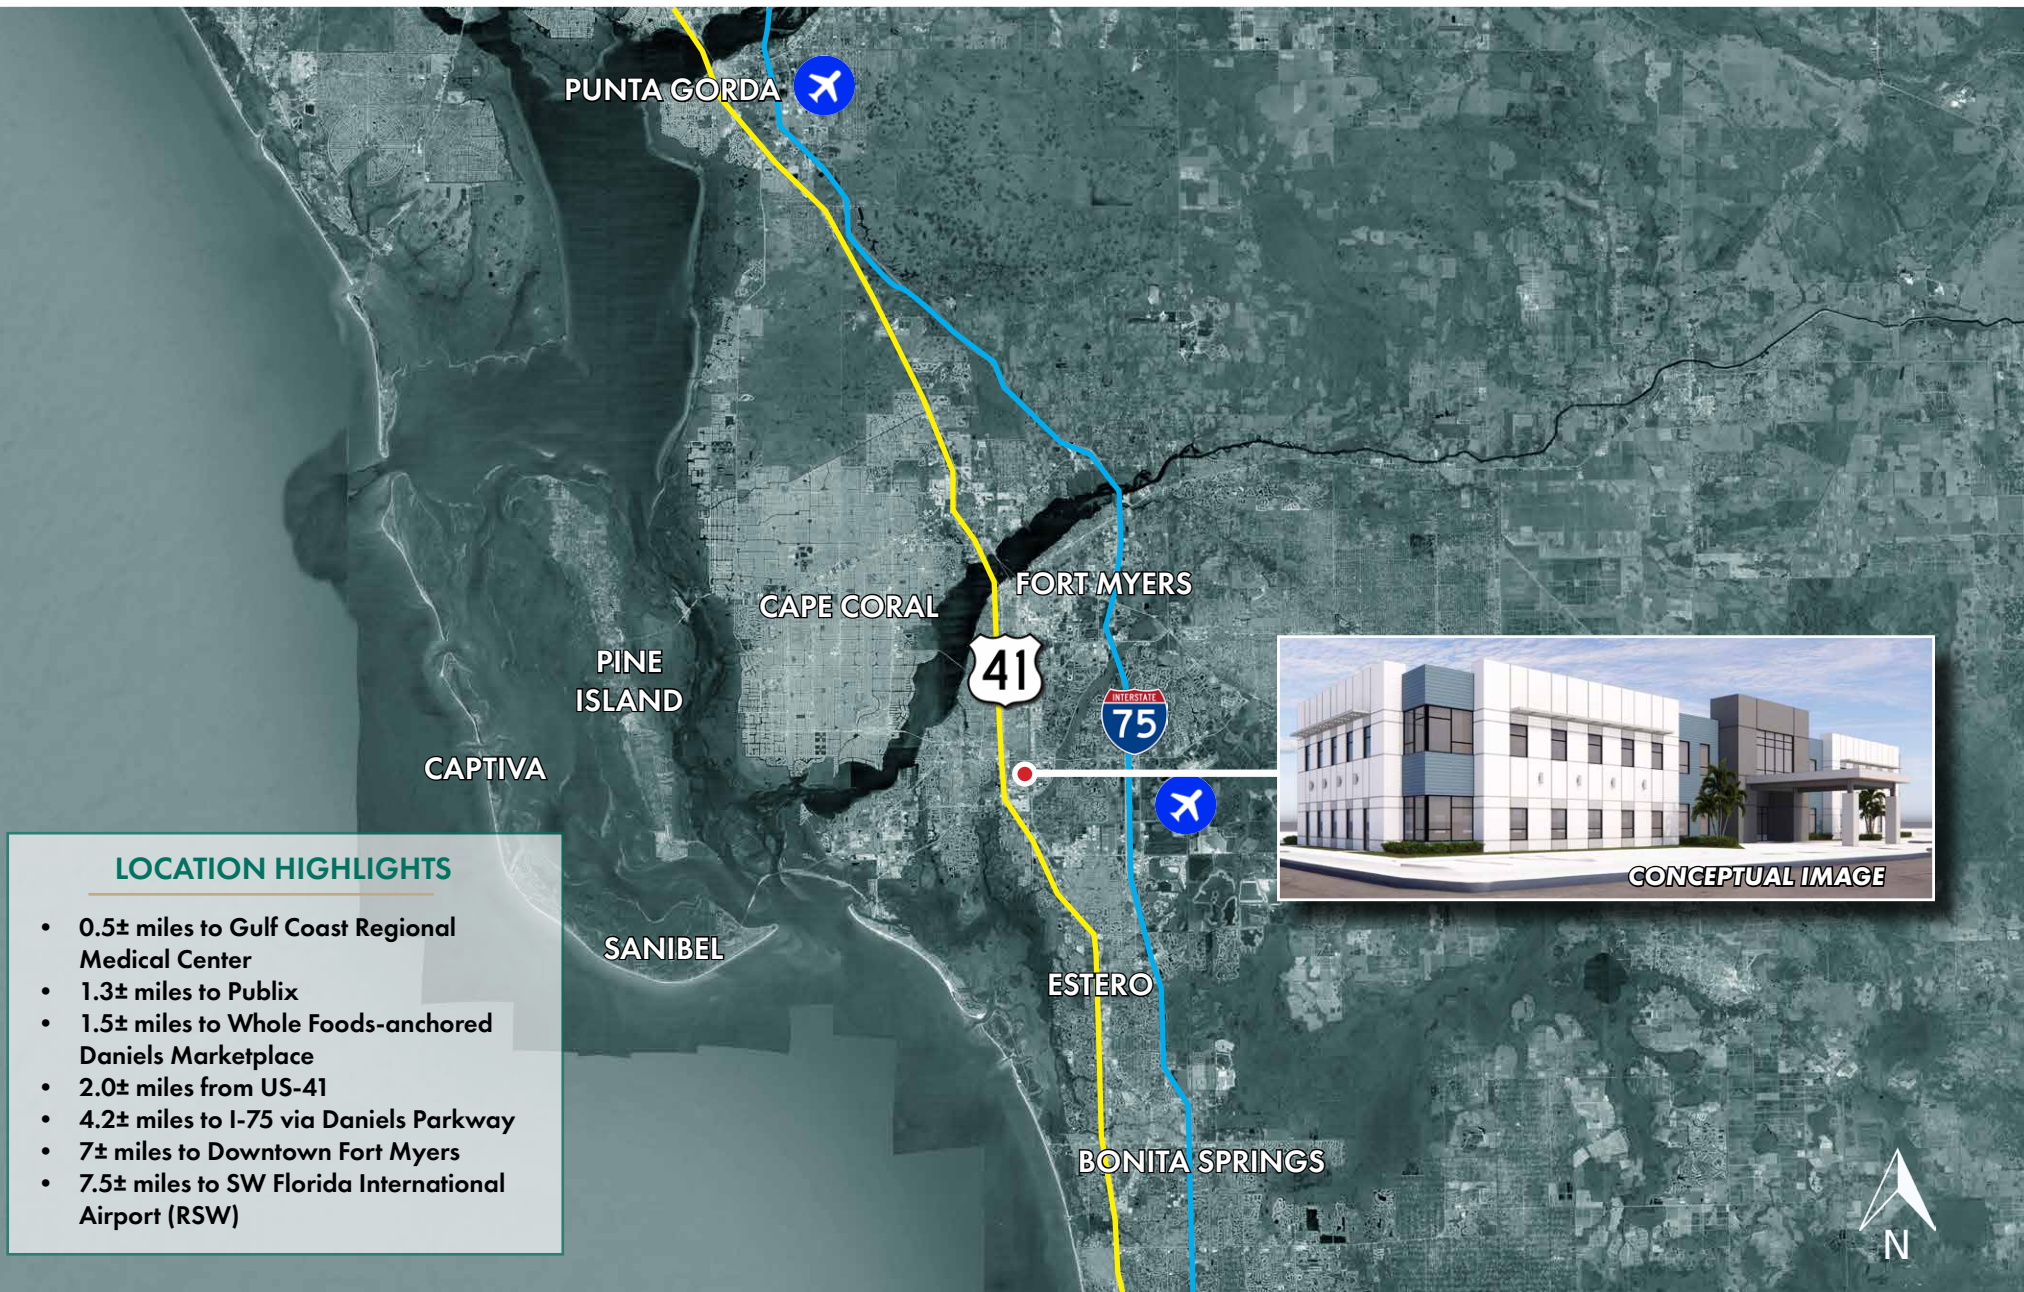 PUNTA GORDA
FORT MYERS
CAPE CORAL
PINE
ISLAND
41
INTERSTATE
75
CAPTIVA
CONCEPTUAL IMAGE
LOCATION HIGHLIGHTS
• 0.5± miles to Gulf Coast Regional
Medical Center
• 1.3± miles to Publix
• 1.5± miles to Whole Foods-anchored
Daniels Marketplace
• 2.0± miles from US-41
• 4.2± miles to I-75 via Daniels Parkway
• 7± miles to Downtown Fort Myers
• 7.5± miles to SW Florida International
Airport (RSW)
SANIBEL
ESTERO
BONITA SPRINGS
N